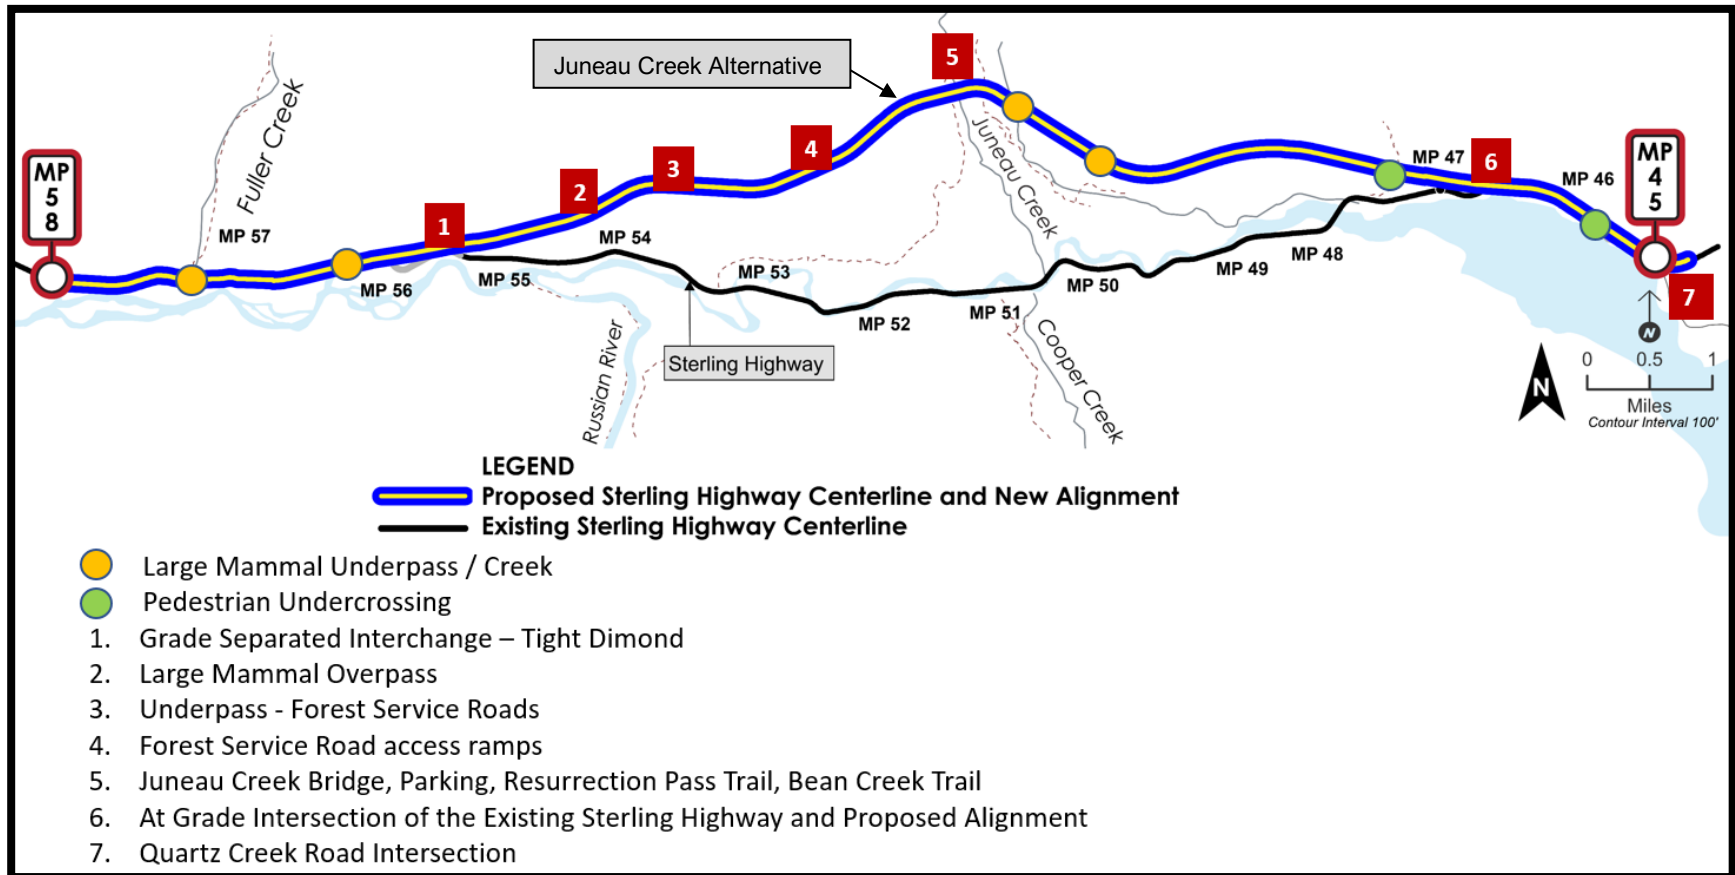 Juneau Creek Alternative
5
Fuller Creek
MP
5
8
MP 57
1
2
3
4
Juneau Creek
MP 47
6
MP 46
MP
4
5
MP 56
MP 55
MP 54
MP 53
MP 52
MP 51
MP 50
MP 49
MP 48
7
Russian River
Sterling Highway
Cooper Creek
N
N
0 0.5 1
Miles
Contour Interval 100'
LEGEND
Proposed Sterling Highway Centerline and New Alignment
Existing Sterling Highway Centerline
Large Mammal Underpass / Creek
Pedestrian Undercrossing
1. Grade Separated Interchange – Tight Dimond
2. Large Mammal Overpass
3. Underpass - Forest Service Roads
4. Forest Service Road access ramps
5. Juneau Creek Bridge, Parking, Resurrection Pass Trail, Bean Creek Trail
6. At Grade Intersection of the Existing Sterling Highway and Proposed Alignment
7. Quartz Creek Road Intersection